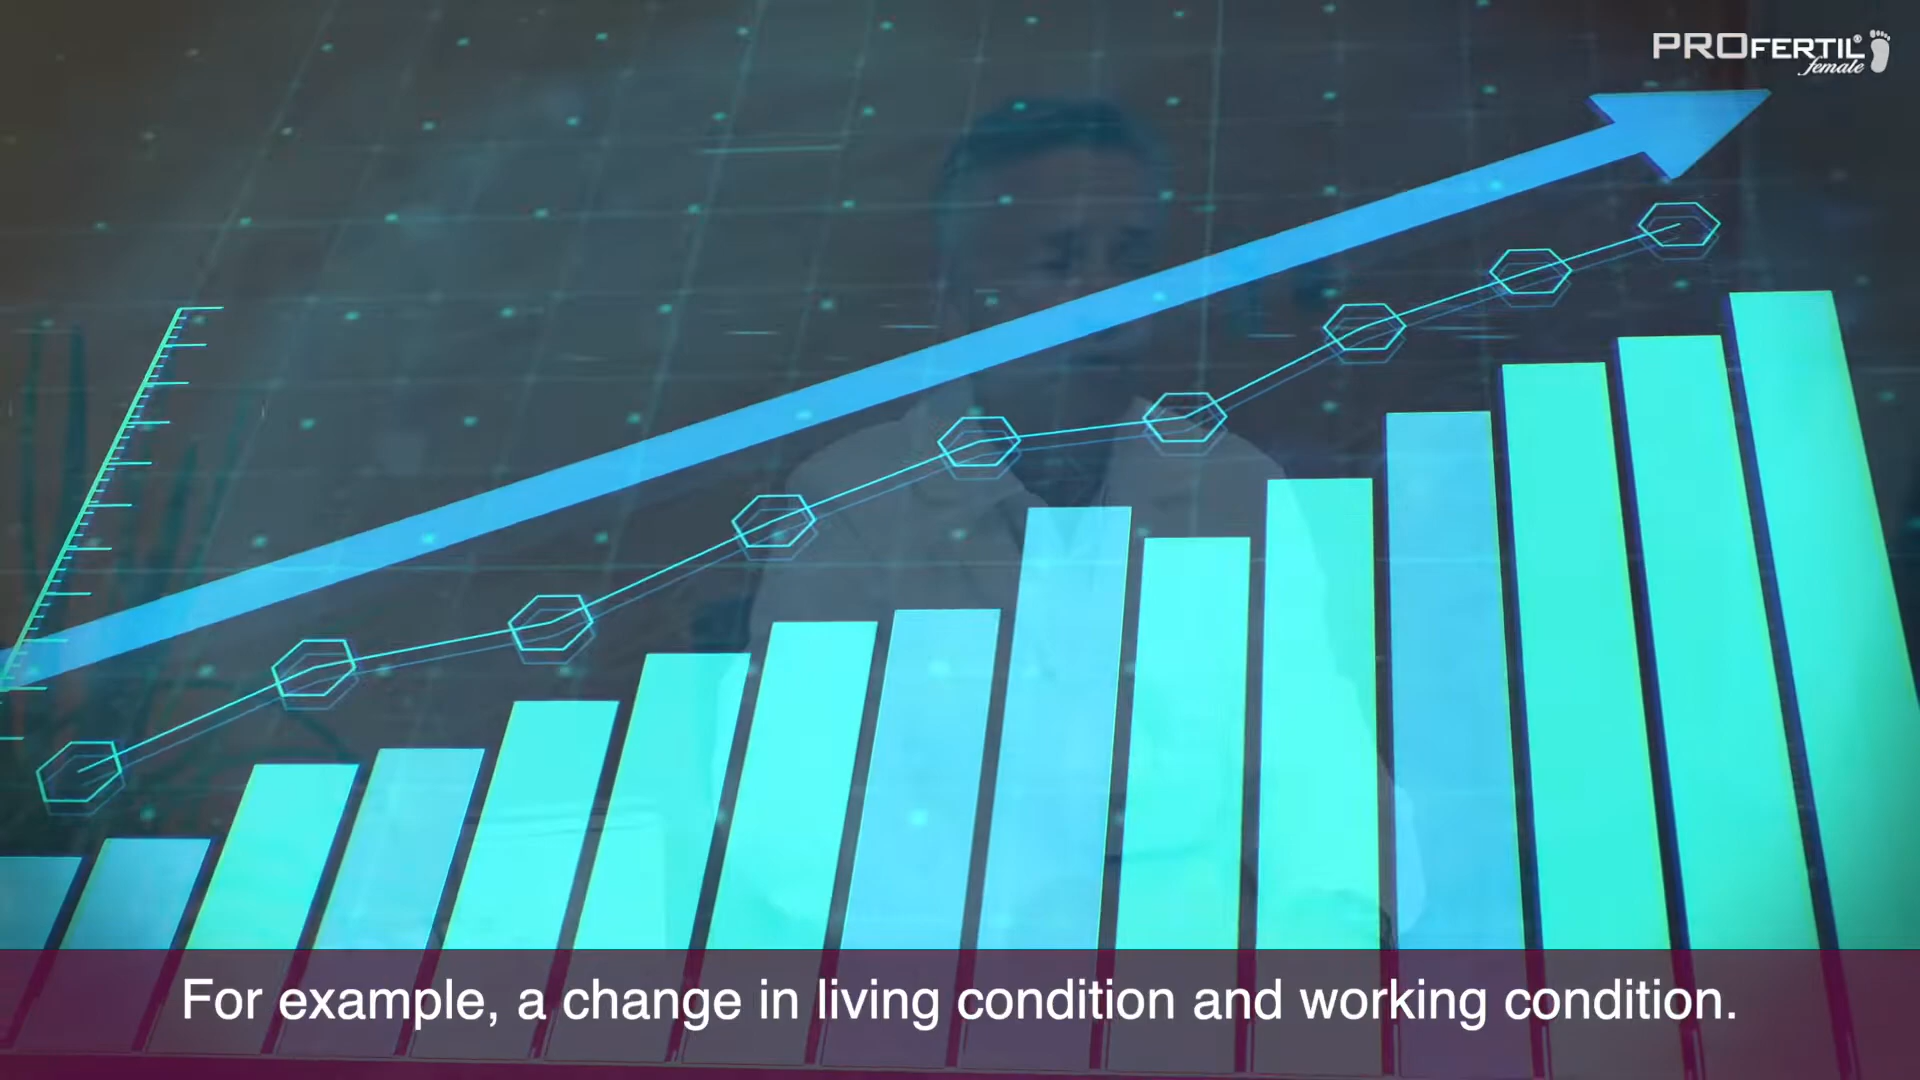 PROFERTIL®
female
For example, a change in living condition and working condition.